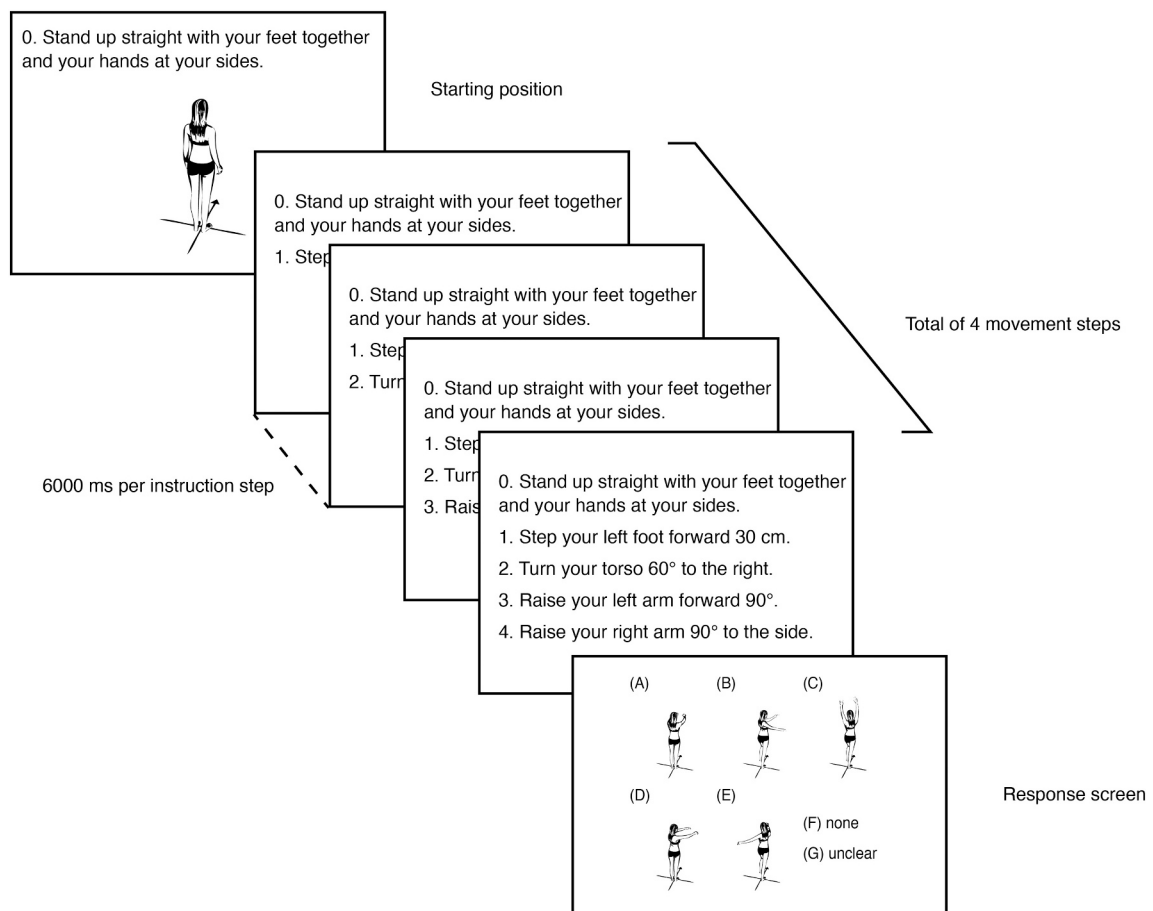 0. Stand up straight with your feet together
and your hands at your sides.
Starting position
0. Stand up straight with your feet together
and your hands at your sides.
1. Step
0. Stand up straight with your feet together
and your hands at your sides.
1. Step
2. Turn
Total of 4 movement steps
0. Stand up straight with your feet together
and your hands at your sides.
1. Step
2. Turn
3. Rais
6000 ms per instruction step
0. Stand up straight with your feet together
and your hands at your sides.
1. Step your left foot forward 30 cm.
2. Turn your torso 60° to the right.
3. Raise your left arm forward 90°.
4. Raise your right arm 90° to the side.
(A) (B) (C)
(D) (E)
(F) none
(G) unclear
Response screen